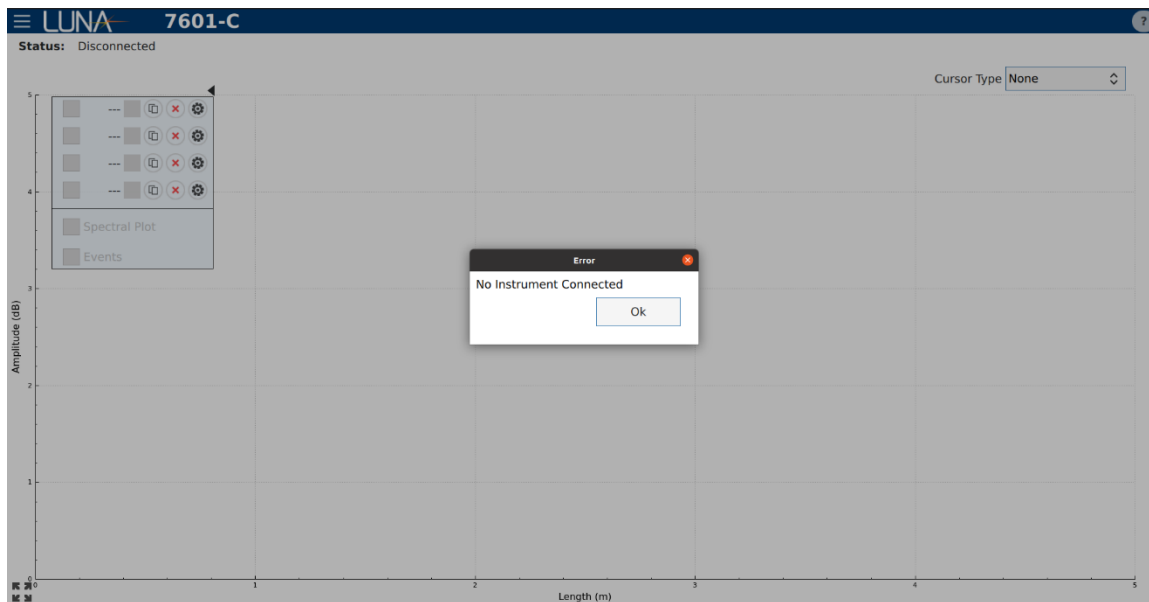 LUNA 7601-C ?
Status: Disconnected
Cursor Type None
---
---
---
---
Spectral Plot
Events
Error
No Instrument Connected
Ok
Amplitude (dB)
5
4
3
2
1
0
0 1 2 3 4 5
Length (m)